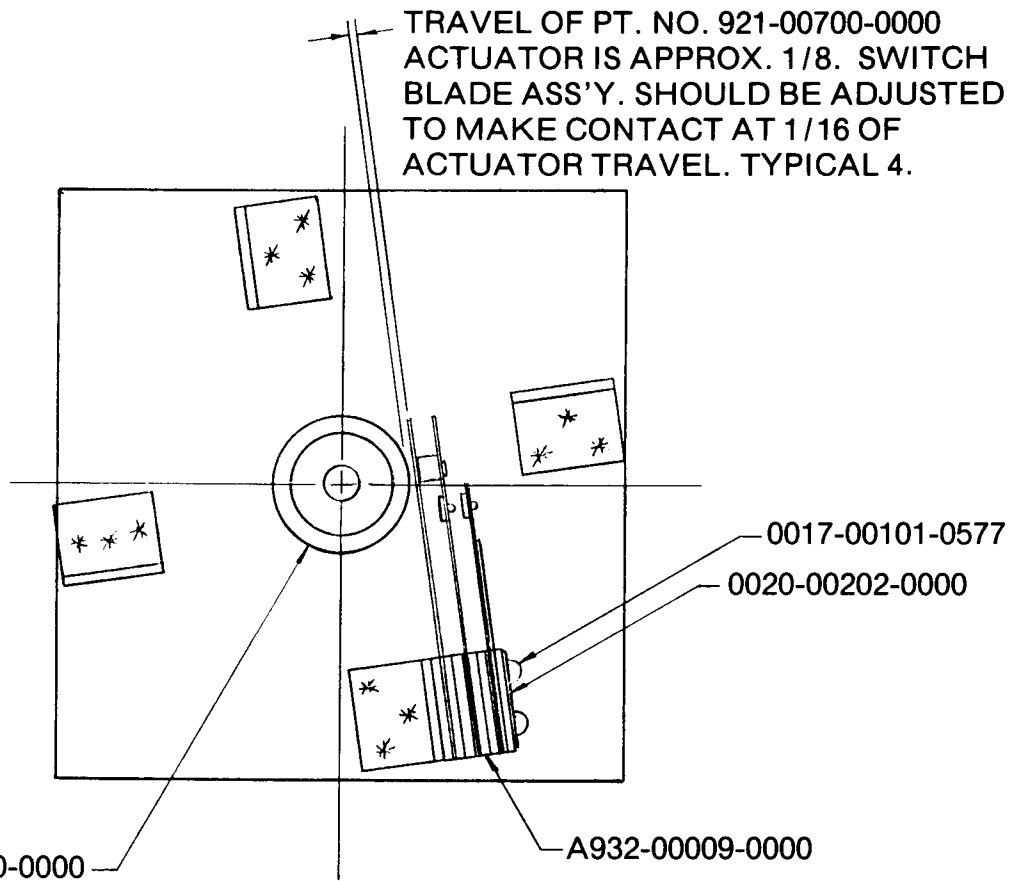 TRAVEL OF PT. NO. 921-00700-0000
ACTUATOR IS APPROX. 1/8. SWITCH
BLADE ASS'Y. SHOULD BE ADJUSTED
TO MAKE CONTACT AT 1/16 OF
ACTUATOR TRAVEL. TYPICAL 4.
0017-00101-0577
0020-00202-0000
A932-00009-0000
0-0000